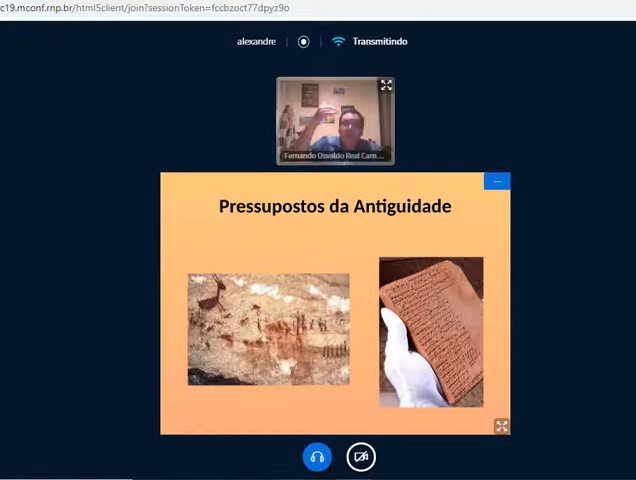 c19.mconf.rnp.br/html5client/join?sessionToken=fccbzoct77dpyz9o
alexandre
Transmitindo
Fernando Osvaldo Real Carn...
Pressupostos da Antiguidade